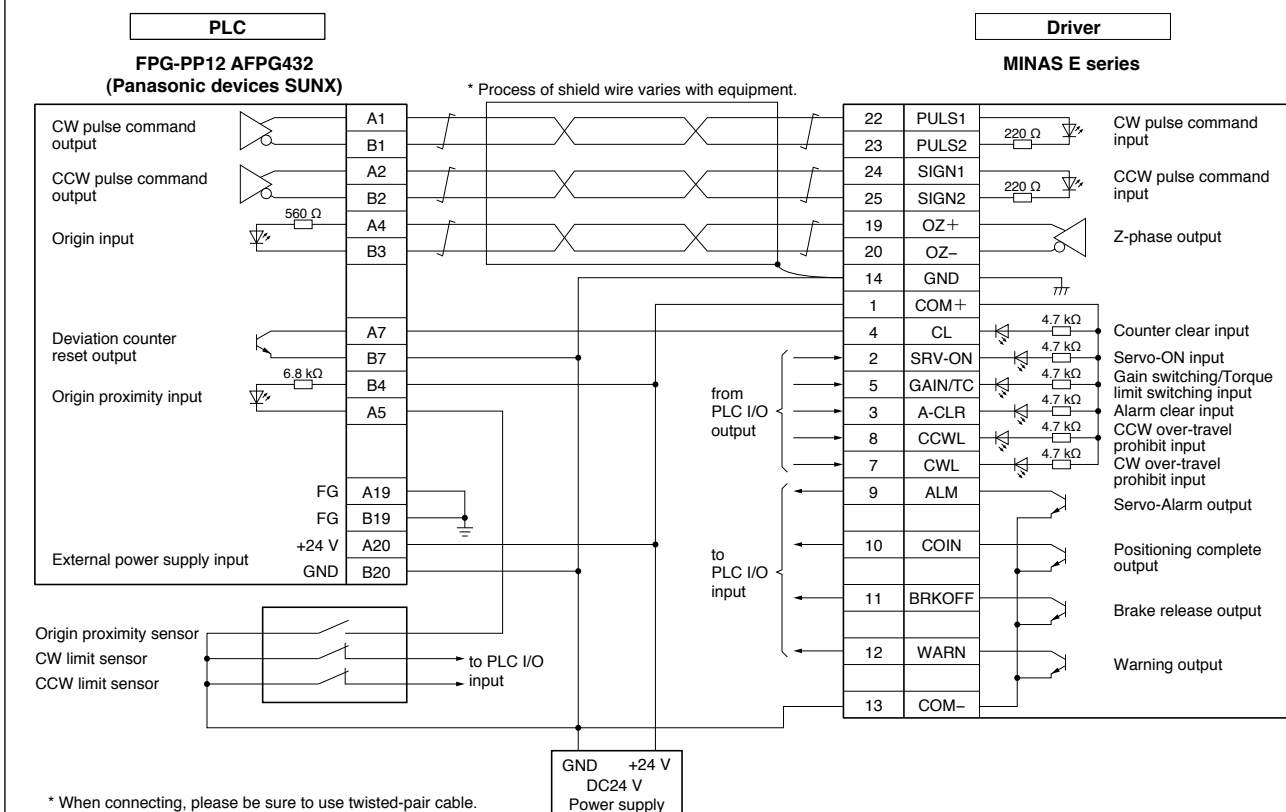 PLC
Driver
FPG-PP12 AFPG432
(Panasonic devices SUNX)
MINAS E series
* Process of shield wire varies with equipment.
CW pulse command
output
A1
B1
CCW pulse command
output
A2
B2
560 Ω
Origin input
A4
B3
Deviation counter
reset output
A7
B7
6.8 kΩ
Origin proximity input
B4
A5
FG A19
FG B19
External power supply input
+24 V A20
GND B20
Origin proximity sensor
CW limit sensor
CCW limit sensor
to PLC I/O
input
from
PLC I/O
output
to
PLC I/O
input
22 PULS1
23 PULS2
220 Ω
CW pulse command
input
24 SIGN1
25 SIGN2
220 Ω
CCW pulse command
input
19 OZ+
20 OZ−
Z-phase output
14 GND
1 COM+
4 CL 4.7 kΩ Counter clear input
2 SRV-ON 4.7 kΩ Servo-ON input
5 GAIN/TC 4.7 kΩ Gain switching/Torque
limit switching input
3 A-CLR 4.7 kΩ Alarm clear input
8 CCWL 4.7 kΩ CCW over-travel
prohibit input
7 CWL 4.7 kΩ CW over-travel
prohibit input
9 ALM Servo-Alarm output
10 COIN Positioning complete
output
11 BRKOFF Brake release output
12 WARN Warning output
13 COM−
GND +24 V
DC24 V
Power supply
* When connecting, please be sure to use twisted-pair cable.